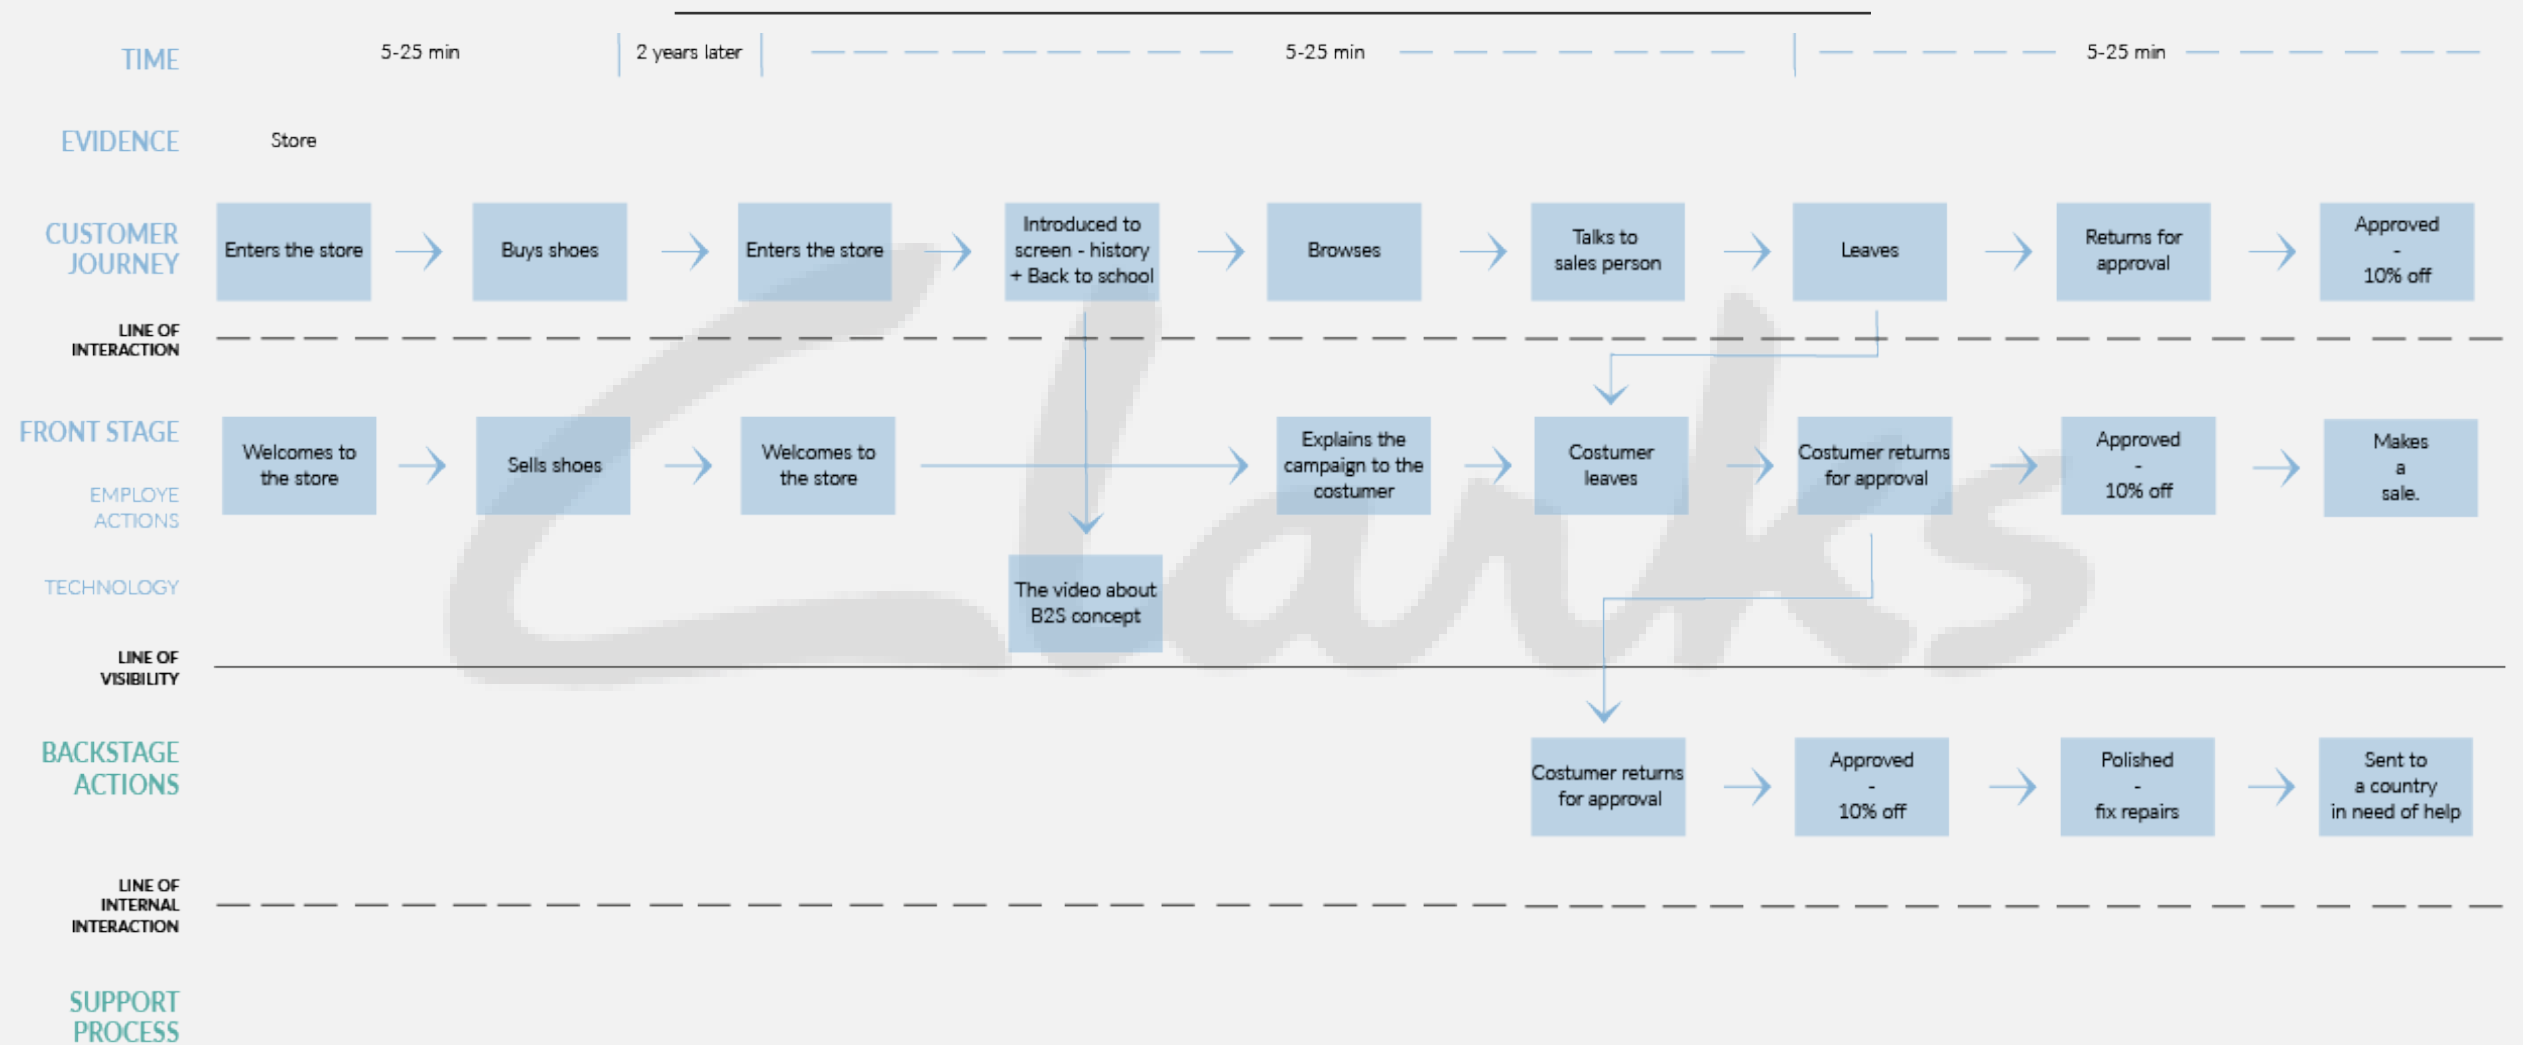 TIME
5-25 min
2 years later
5-25 min
5-25 min
EVIDENCE
Store
CUSTOMER
JOURNEY
Enters the store
Buys shoes
Enters the store
Introduced to
screen - history
+ Back to school
Browses
Talks to
sales person
Leaves
Returns for
approval
Approved
-
10% off
LINE OF
INTERACTION
FRONT STAGE
EMPLOYE
ACTIONS
Welcomes to
the store
Sells shoes
Welcomes to
the store
Explains the
campaign to the
costumer
Costumer
leaves
Costumer returns
for approval
Approved
-
10% off
Makes
a
sale.
TECHNOLOGY
The video about
B2S concept
Clarks
LINE OF
VISIBILITY
BACKSTAGE
ACTIONS
Costumer returns
for approval
Approved
-
10% off
Polished
-
fix repairs
Sent to
a country
in need of help
LINE OF
INTERNAL
INTERACTION
SUPPORT
PROCESS